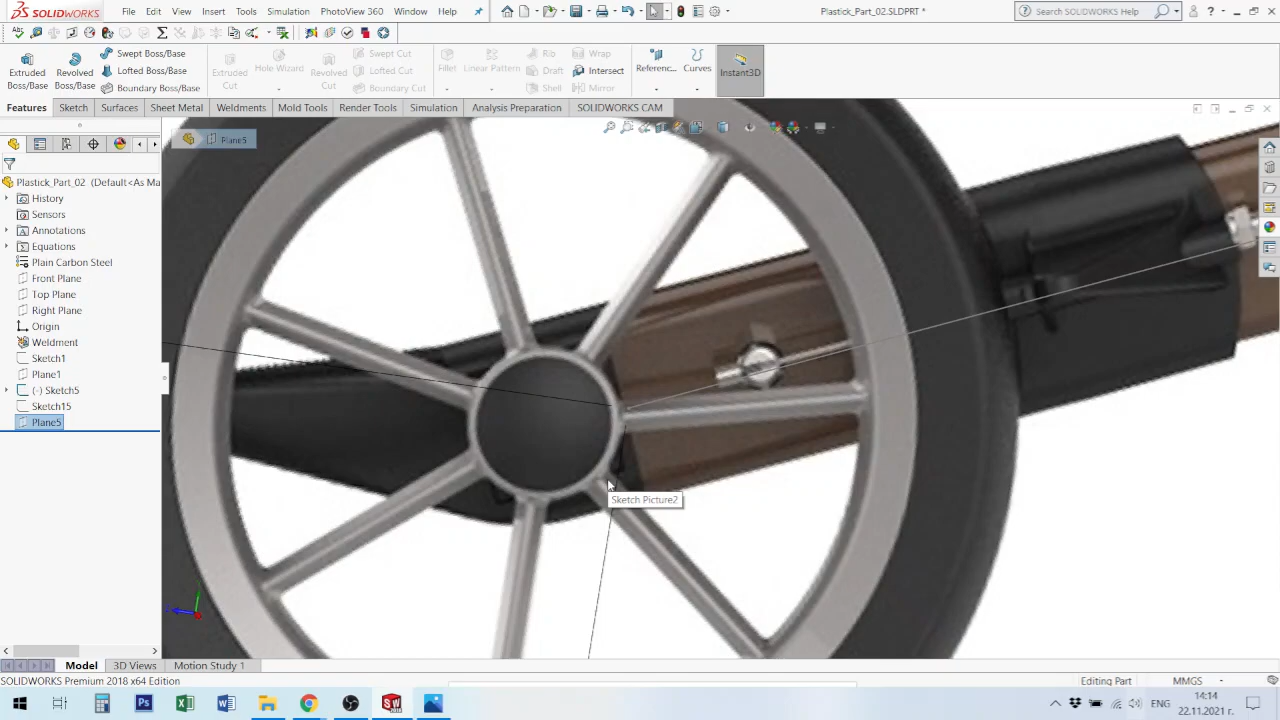 SOLIDWORKS File Edit View Insert Tools Simulation PhotoView 360 Window Help Plastick_Part_02.SLDPRT * Search SOLIDWORKS Help
Extruded Boss/Base
Revolved Boss/Base
Swept Boss/Base
Lofted Boss/Base
Boundary Boss/Base
Extruded Cut
Hole Wizard
Revolved Cut
Swept Cut
Lofted Cut
Boundary Cut
Fillet
Linear Pattern
Rib
Draft
Shell
Wrap
Intersect
Mirror
Referenc...
Curves
Instant3D
Features Sketch Surfaces Sheet Metal Weldments Mold Tools Render Tools Simulation Analysis Preparation SOLIDWORKS CAM
Plane5
Plastick_Part_02 (Default<As Ma
History
Sensors
Annotations
Equations
Plain Carbon Steel
Front Plane
Top Plane
Right Plane
Origin
Weldment
Sketch1
Plane1
(-) Sketch5
Sketch15
Plane5
Sketch Picture2
Model 3D Views Motion Study 1
SOLIDWORKS Premium 2018 x64 Edition Editing Part MMGS
ENG 14:14
22.11.2021 г.